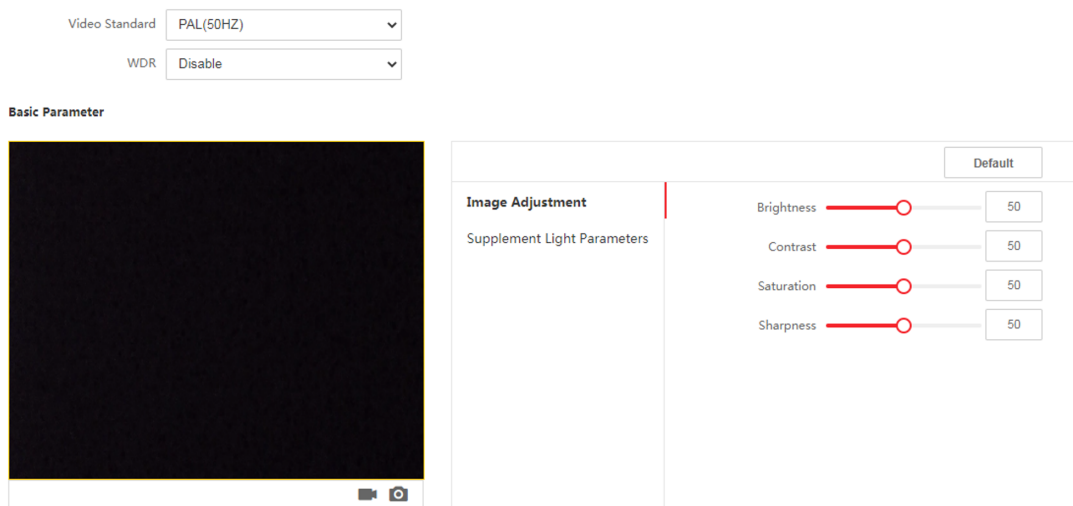 Video Standard PAL(50HZ)
WDR Disable
Basic Parameter
Default
Image Adjustment
Supplement Light Parameters
Brightness 50
Contrast 50
Saturation 50
Sharpness 50